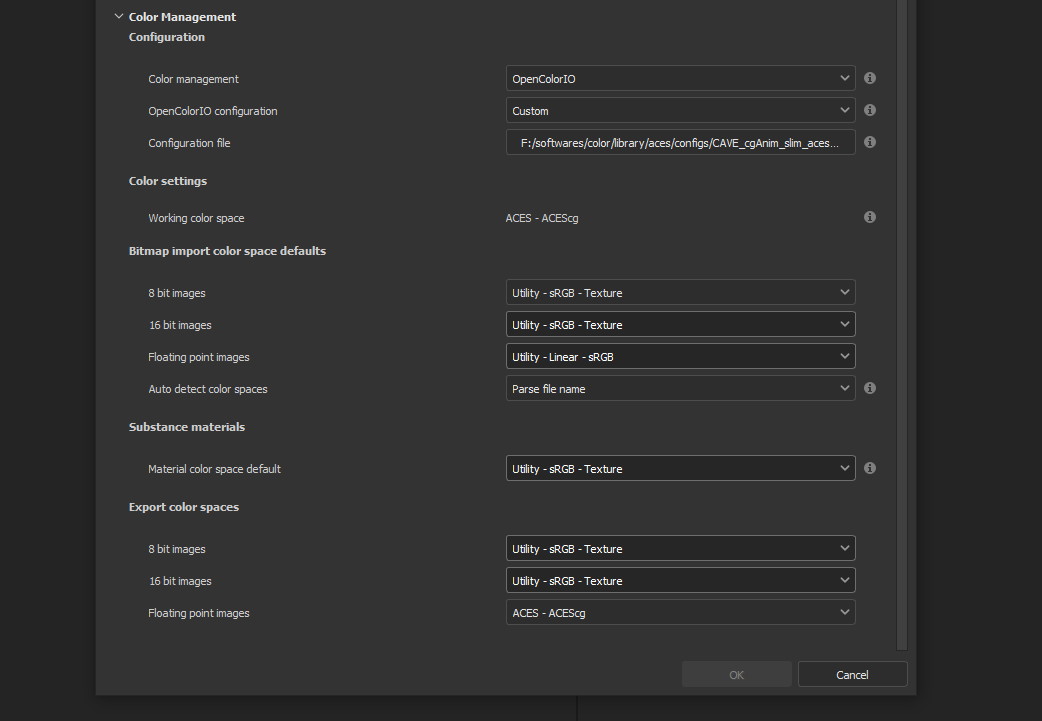 Color Management
Configuration
Color management OpenColorIO
OpenColorIO configuration Custom
Configuration file F:/softwares/color/library/aces/configs/CAVE_cgAnim_slim_aces...
Color settings
Working color space ACES - ACEScg
Bitmap import color space defaults
8 bit images Utility - sRGB - Texture
16 bit images Utility - sRGB - Texture
Floating point images Utility - Linear - sRGB
Auto detect color spaces Parse file name
Substance materials
Material color space default Utility - sRGB - Texture
Export color spaces
8 bit images Utility - sRGB - Texture
16 bit images Utility - sRGB - Texture
Floating point images ACES - ACEScg
OK Cancel